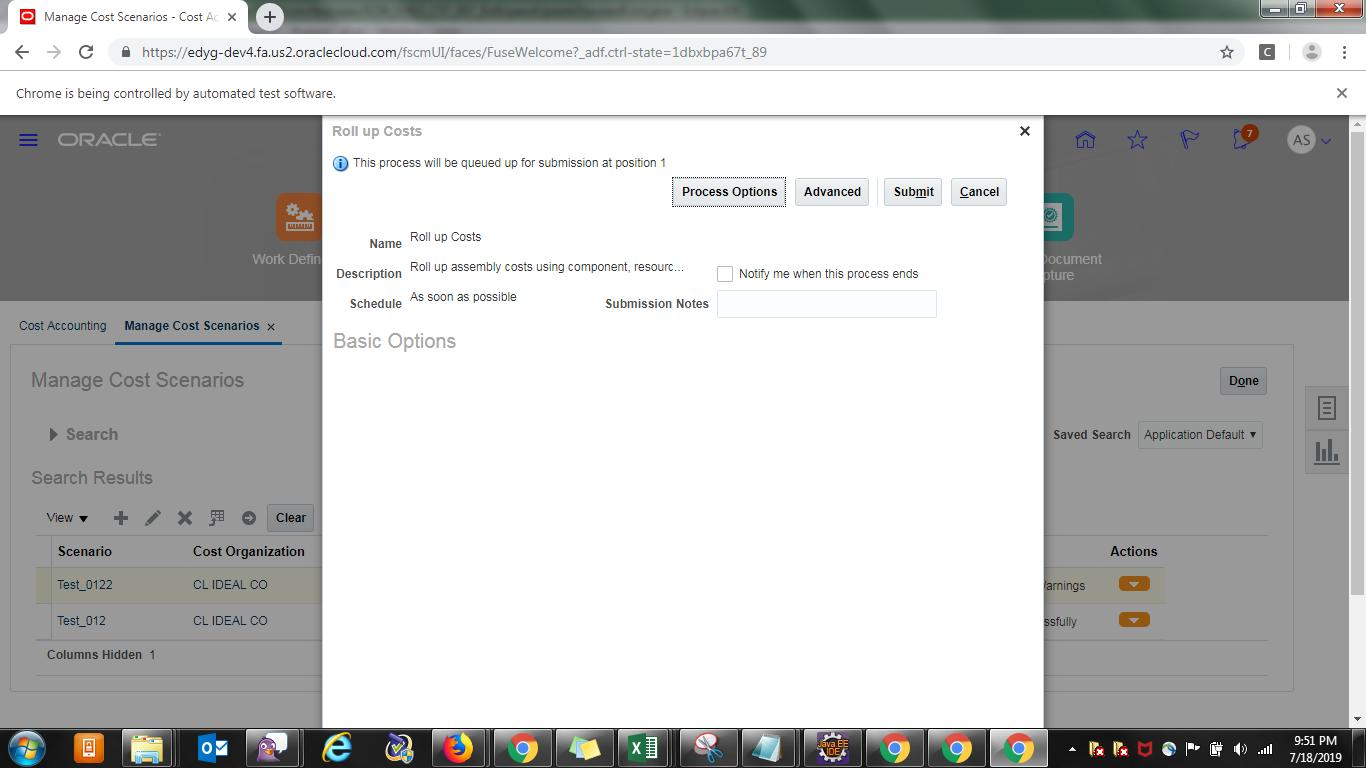 Manage Cost Scenarios - Cost Ac
https://edyg-dev4.fa.us2.oraclecloud.com/fscmUI/faces/FuseWelcome?_adf.ctrl-state=1dbxbpa67t_89
C
Chrome is being controlled by automated test software.
ORACLE
7
AS
Roll up Costs
This process will be queued up for submission at position 1
Process Options
Advanced
Submit
Cancel
Name Roll up Costs
Description Roll up assembly costs using component, resourc...
Notify me when this process ends
Schedule As soon as possible
Submission Notes
Basic Options
Work Defin
Document
pture
Cost Accounting
Manage Cost Scenarios
Manage Cost Scenarios
Done
Search
Saved Search Application Default
Search Results
View
Clear
Scenario Cost Organization Actions
Test_0122 CL IDEAL CO Warnings
Test_012 CL IDEAL CO ssfully
Columns Hidden 1
Java EE
IDE
9:51 PM
7/18/2019